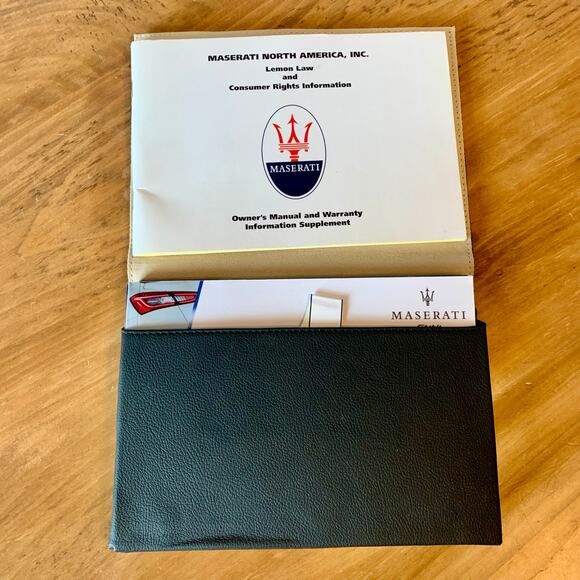 MASERATI NORTH AMERICA, INC.
Lemon Law
and
Consumer Rights Information
MASERATI
Owner's Manual and Warranty
Information Supplement
MASERATI